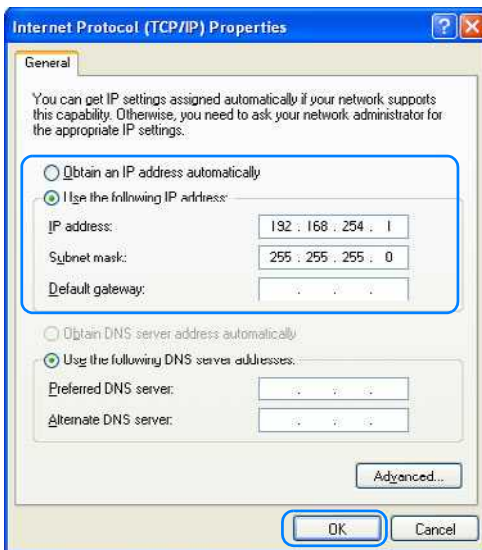 Internet Protocol (TCP/IP) Properties
General
You can get IP settings assigned automatically if your network supports
this capability. Otherwise, you need to ask your network administrator for
the appropriate IP settings.
Obtain an IP address automatically
Use the following IP address:
IP address: 192 . 168 . 254 . 1
Subnet mask: 255 . 255 . 255 . 0
Default gateway: . . .
Obtain DNS server address automatically
Use the following DNS server addresses:
Preferred DNS server: . . .
Alternate DNS server: . . .
Advanced...
OK Cancel